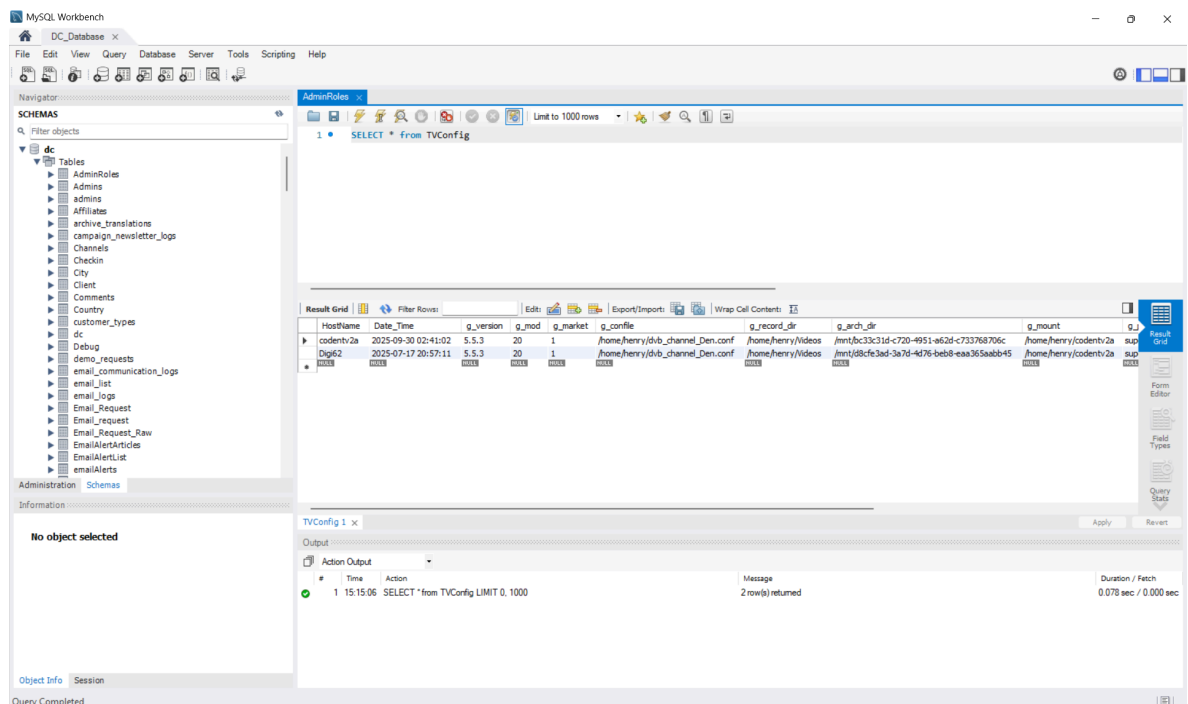 MySQL Workbench
DC_Database
File Edit View Query Database Server Tools Scripting Help
Navigator
SCHEMAS
Filter objects
dc
Tables
AdminRoles
Admins
admins
Affiliates
archive_translations
campaign_newsletter_logs
Channels
Checkin
City
Client
Comments
Country
customer_types
dc
Debug
demo_requests
email_communication_logs
email_list
email_logs
Email_Request
Email_request
Email_Request_Raw
EmailAlertArticles
EmailAlertList
emailAlerts
Administration Schemas
Information
No object selected
Object Info Session
Query Completed
AdminRoles
Limit to 1000 rows
1 SELECT * from TVConfig
Result Grid Filter Rows: Edit: Export/Import: Wrap Cell Content:
HostName Date_Time g_version g_mod g_market g_confile g_record_dir g_arch_dir g_mount
codentv2a 2025-09-30 02:41:02 5.5.3 20 1 /home/henry/dvb_channel_Den.conf /home/henry/Videos /mnt/bc33c31d-c720-4951-a62d-c733768706c /home/henry/codentv2a sup
Digi62 2025-07-17 20:57:11 5.5.3 20 1 /home/henry/dvb_channel_Den.conf /home/henry/Videos /mnt/d8cfe3ad-3a7d-4d76-beb8-eaa365aabb45 /home/henry/codentv2a sup
NULL NULL NULL NULL NULL NULL NULL NULL NULL NULL
Result Grid
Form Editor
Field Types
Query Stats
TVConfig 1 Apply Revert
Output
Action Output
# Time Action Message Duration / Fetch
1 15:15:06 SELECT * from TVConfig LIMIT 0, 1000 2 row(s) returned 0.078 sec / 0.000 sec